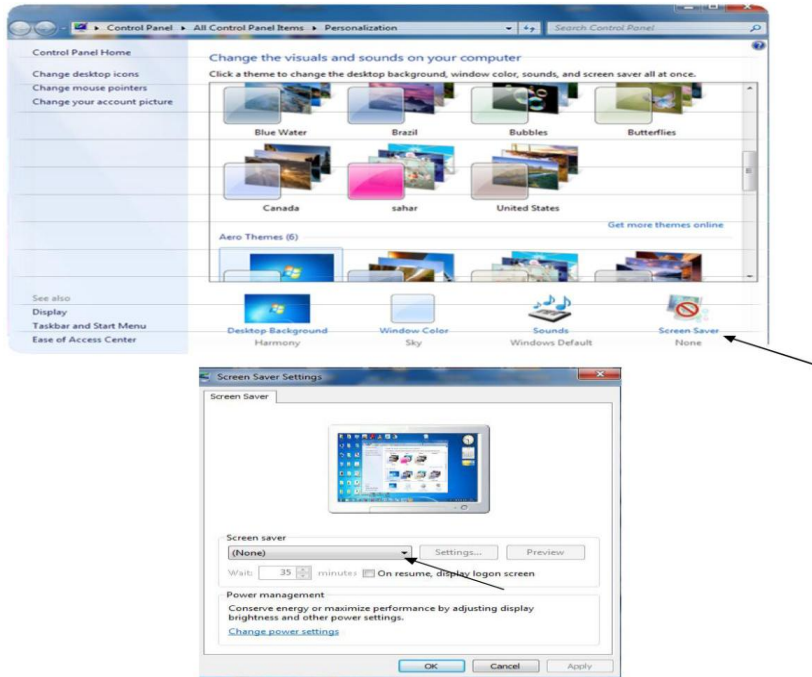 Control Panel ▸ All Control Panel Items ▸ Personalization
Search Control Panel
Control Panel Home
Change desktop icons
Change mouse pointers
Change your account picture
Change the visuals and sounds on your computer
Click a theme to change the desktop background, window color, sounds, and screen saver all at once.
Blue Water Brazil Bubbles Butterflies
Canada sahar United States
Get more themes online
Aero Themes (6)
See also
Display
Taskbar and Start Menu
Ease of Access Center
Desktop Background Window Color Sounds Screen Saver
Harmony Sky Windows Default None
Screen Saver Settings
Screen Saver
Screen saver
(None) Settings... Preview
Wait: 35 minutes On resume, display logon screen
Power management
Conserve energy or maximize performance by adjusting display
brightness and other power settings.
Change power settings
OK Cancel Apply